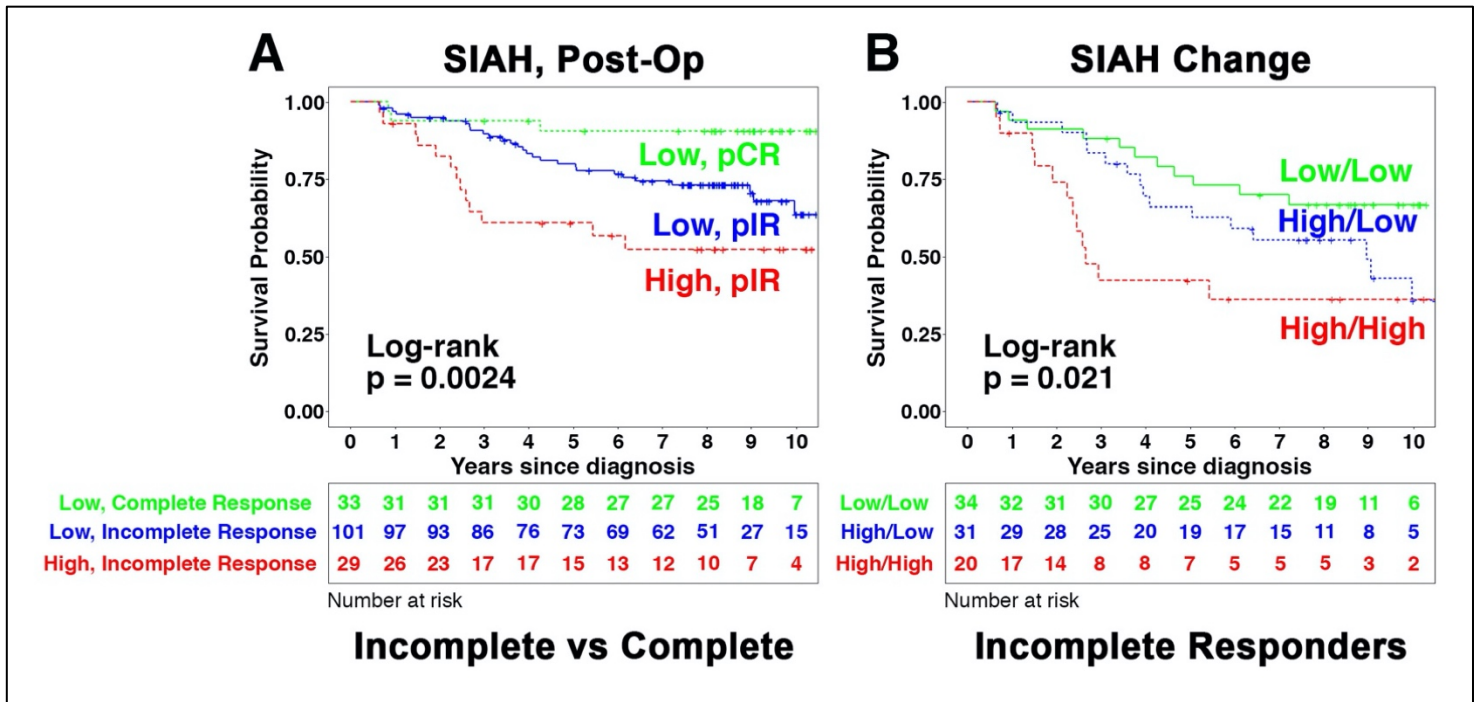 A
SIAH, Post-Op
Survival Probability
1.00
0.75
0.50
0.25
0.00
Low, pCR
Low, pIR
High, pIR
Log-rank
p = 0.0024
0 1 2 3 4 5 6 7 8 9 10
Years since diagnosis
Low, Complete Response 33 31 31 31 30 28 27 27 25 18 7
Low, Incomplete Response 101 97 93 86 76 73 69 62 51 27 15
High, Incomplete Response 29 26 23 17 17 15 13 12 10 7 4
Number at risk
Incomplete vs Complete
B
SIAH Change
Survival Probability
1.00
0.75
0.50
0.25
0.00
Low/Low
High/Low
High/High
Log-rank
p = 0.021
0 1 2 3 4 5 6 7 8 9 10
Years since diagnosis
Low/Low 34 32 31 30 27 25 24 22 19 11 6
High/Low 31 29 28 25 20 19 17 15 11 8 5
High/High 20 17 14 8 8 7 5 5 5 3 2
Number at risk
Incomplete Responders